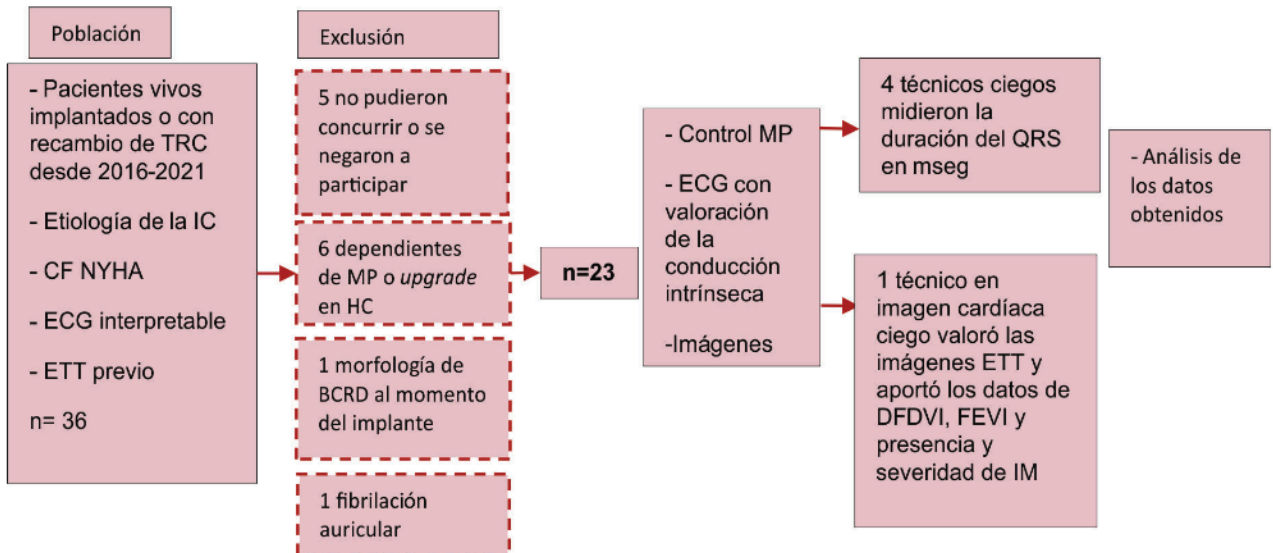 Población
- Pacientes vivos
implantados o con
recambio de TRC
desde 2016-2021
- Etiología de la IC
- CF NYHA
- ECG interpretable
- ETT previo
n= 36
Exclusión
5 no pudieron
concurrir o se
negaron a
participar
6 dependientes
de MP o upgrade
en HC
1 morfología de
BCRD al momento
del implante
1 fibrilación
auricular
n=23
- Control MP
- ECG con
valoración
de la
conducción
intrínseca
-Imágenes
4 técnicos ciegos
midieron la
duración del QRS
en mseg
1 técnico en
imagen cardíaca
ciego valoró las
imágenes ETT y
aportó los datos de
DFDVI, FEVI y
presencia y
severidad de IM
- Análisis de
los datos
obtenidos